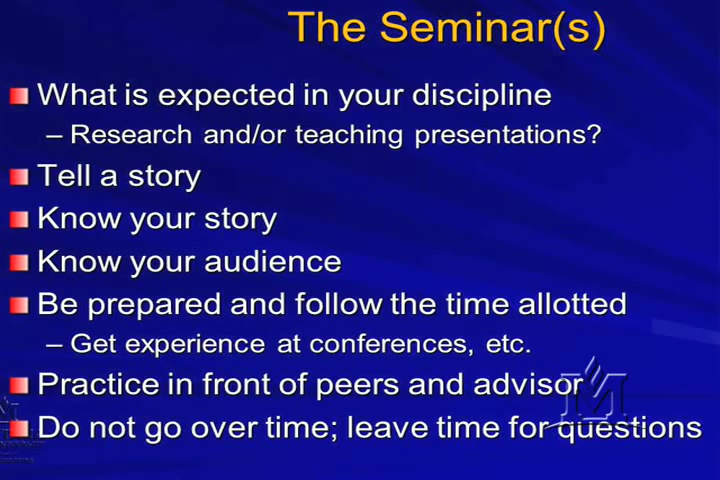 The Seminar(s)
What is expected in your discipline
– Research and/or teaching presentations?
Tell a story
Know your story
Know your audience
Be prepared and follow the time allotted
– Get experience at conferences, etc.
Practice in front of peers and advisor
Do not go over time; leave time for questions